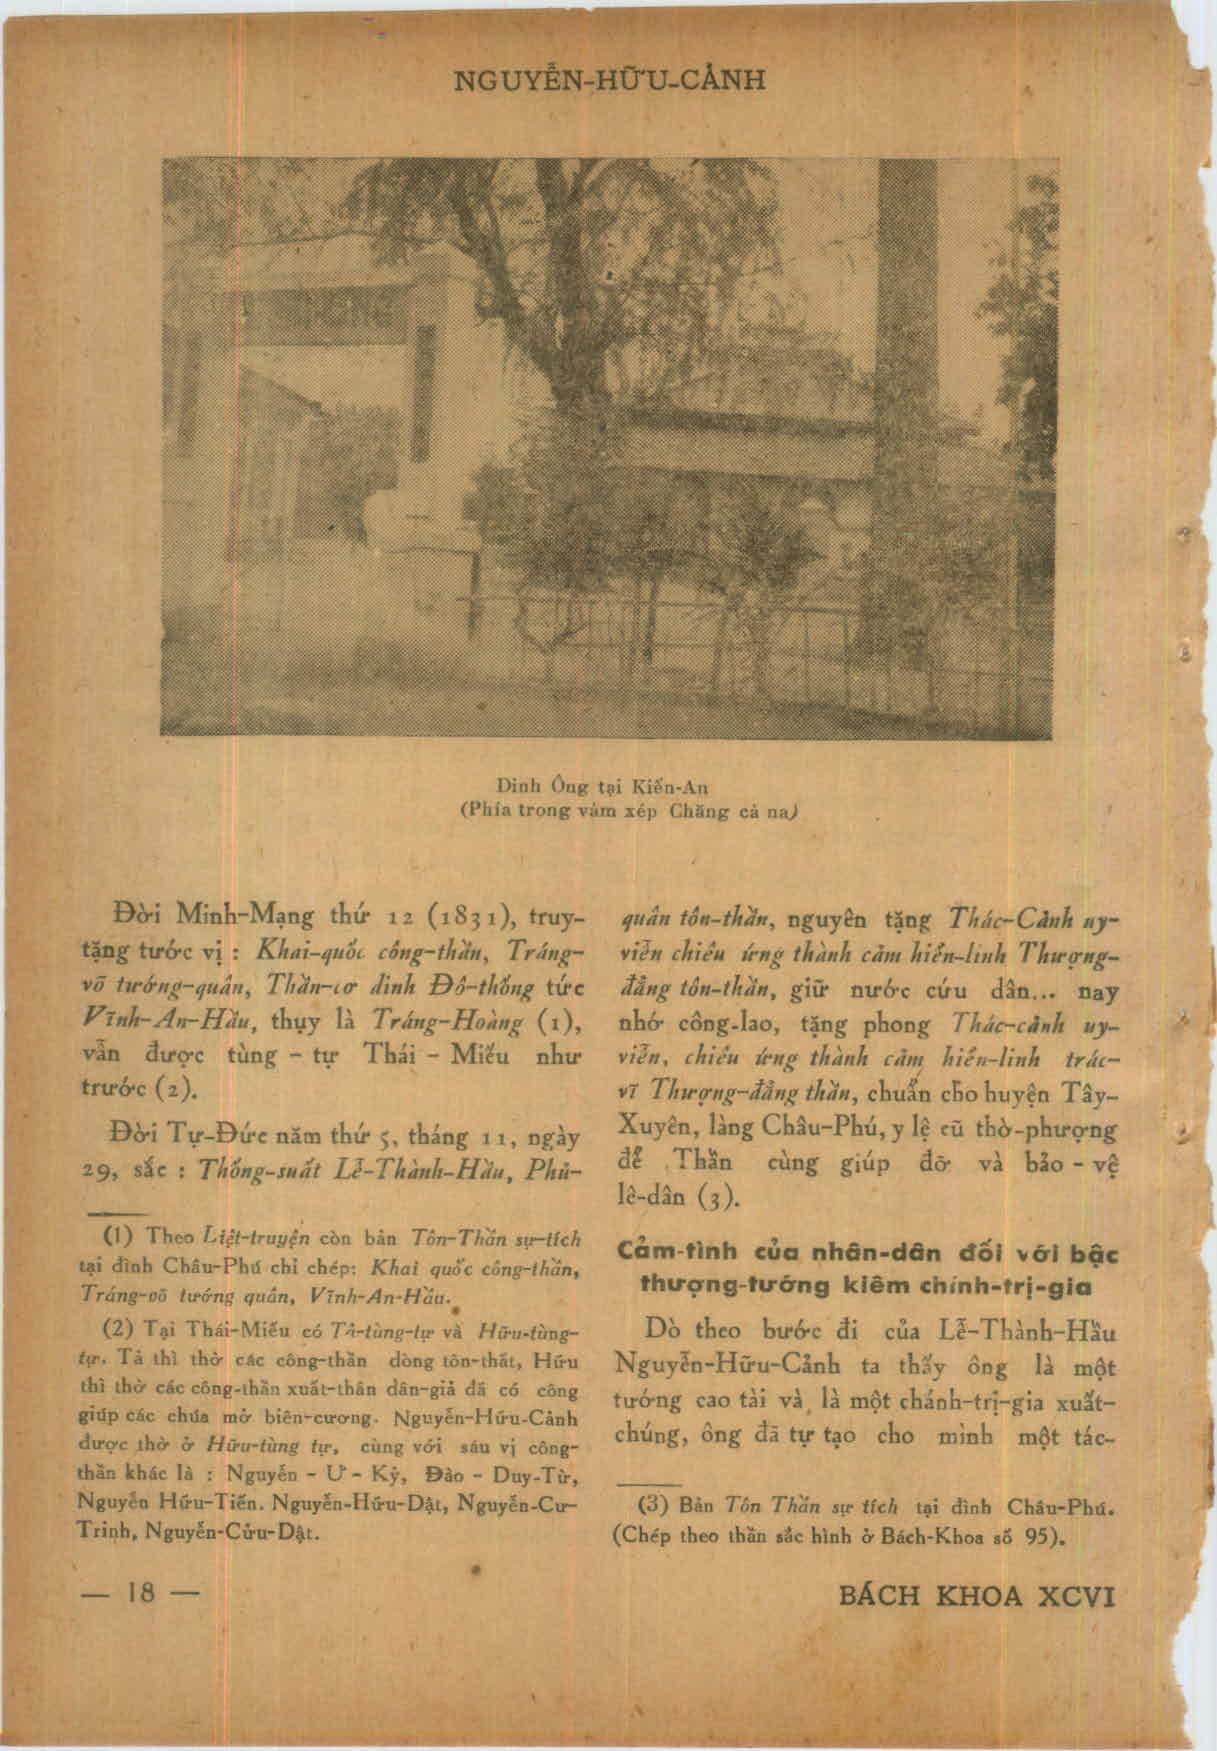 NGUYỄN-HỮU-CẢNH
Dinh Ông tại Kiến-An
(Phía trong vàm xép Chăng cà na)
Đời Minh-Mạng thứ 12 (1831), truy-
tặng tước vị : Khai-quốc công-thần, Tráng-
võ tướng-quân, Thần-cơ dinh Đô-thống tức
Vĩnh-An-Hầu, thụy là Tráng-Hoàng (1),
vẫn được tùng - tự Thái - Miếu như
trước (2).
Đời Tự-Đức năm thứ 5, tháng 11, ngày
29, sắc : Thống-suất Lễ-Thành-Hầu, Phủ-
(1) Theo Liệt-truyện còn bản Tôn-Thần sự-tích
tại đình Châu-Phú chỉ chép: Khai quốc công-thần,
Tráng-võ tướng quân, Vĩnh-An-Hầu.
(2) Tại Thái-Miếu có Tả-tùng-tự và Hữu-tùng-
tự. Tả thì thờ các công-thần dòng tôn-thất, Hữu
thì thờ các công-thần xuất-thân dân-giả đã có công
giúp các chúa mở biên-cương. Nguyễn-Hữu-Cảnh
được thờ ở Hữu-tùng tự, cùng với sáu vị công-
thần khác là : Nguyễn - Ư - Kỷ, Đào - Duy-Từ,
Nguyễn Hữu-Tiến. Nguyễn-Hữu-Dật, Nguyễn-Cư-
Trinh, Nguyễn-Cửu-Dật.
quân tôn-thần, nguyên tặng Thác-Cảnh uy-
viễn chiêu ứng thành cảm hiển-linh Thượng-
đẳng tôn-thần, giữ nước cứu dân... nay
nhớ công-lao, tặng phong Thác-cảnh uy-
viễn, chiêu ứng thành cảm hiển-linh trác-
vĩ Thượng-đẳng thần, chuẩn cho huyện Tây-
Xuyên, làng Châu-Phú, y lệ cũ thờ-phượng
để Thần cùng giúp đỡ và bảo - vệ
lê-dân (3).
Cảm-tình của nhân-dân đối với bậc
thượng-tướng kiêm chính-trị-gia
Dò theo bước đi của Lễ-Thành-Hầu
Nguyễn-Hữu-Cảnh ta thấy ông là một
tướng cao tài và là một chánh-trị-gia xuất-
chúng, ông đã tự tạo cho mình một tác-
(3) Bản Tôn Thần sự tích tại đình Châu-Phú.
(Chép theo thần sắc hình ở Bách-Khoa số 95).
— 18 —
BÁCH KHOA XCVI